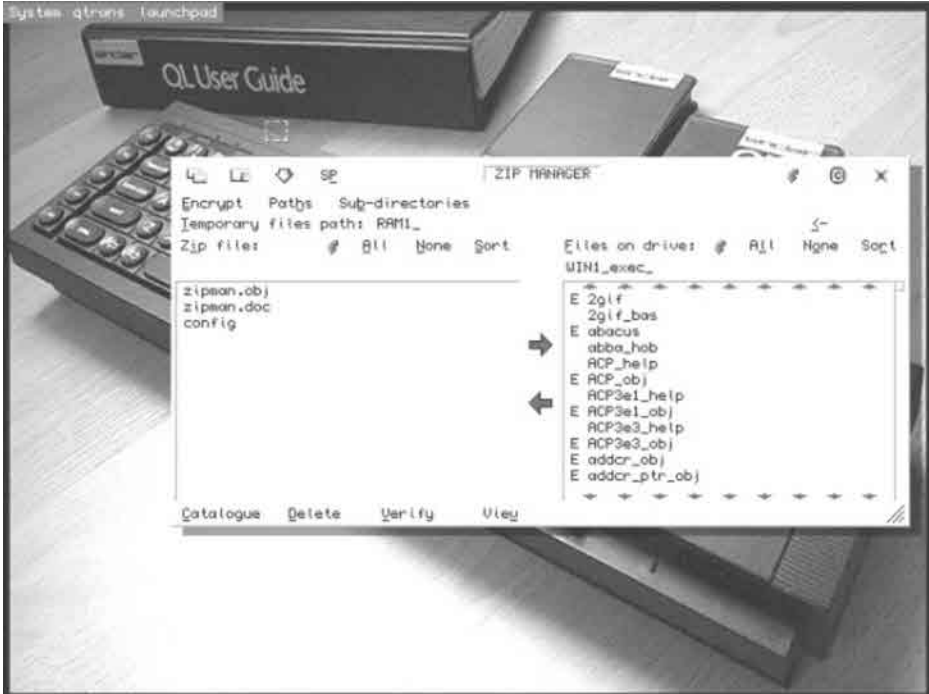 System qtrans launchpad
sinclair
QL User Guide
SP ZIP MANAGER
Encrypt Paths Sub-directories
Temporary files path: RAM1_
Zip file: All None Sort
Files on drive: All None Sort
WIN1_exec_
zipman.obj
zipman.doc
config
E 2gif
2gif_bas
E abacus
abba_hob
ACP_help
E ACP_obj
ACP3e1_help
E ACP3e1_obj
ACP3e3_help
E ACP3e3_obj
E addcr_obj
E addcr_ptr_obj
Catalogue Delete Verify View